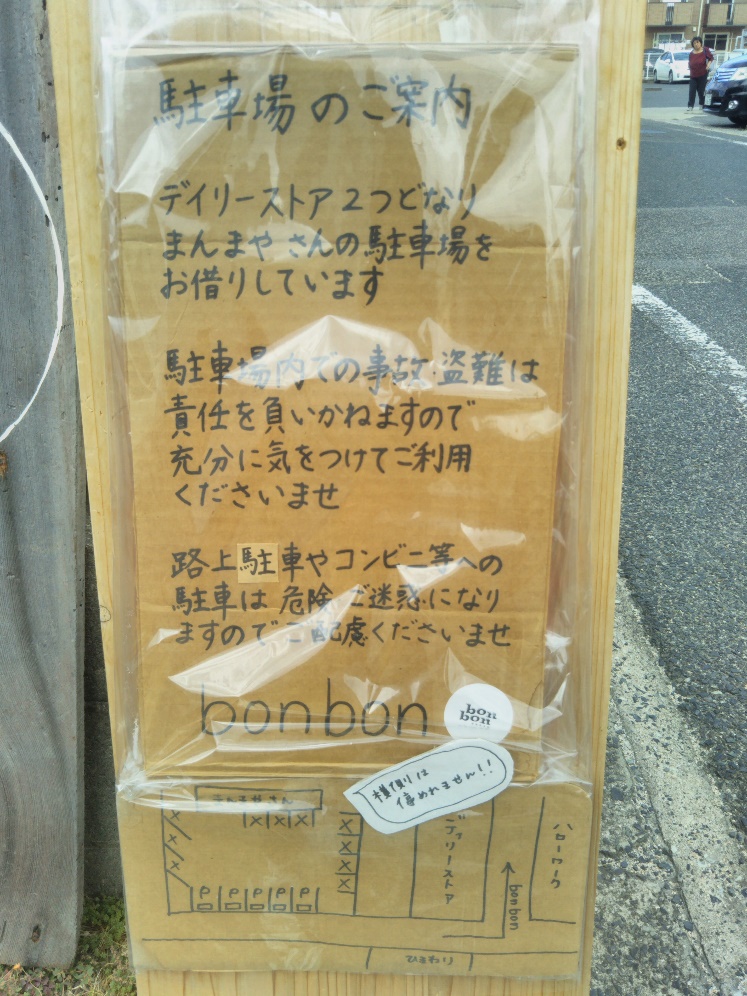 駐車場のご案内
デイリーストア2つどなり
まんまやさんの駐車場を
お借りしています
駐車場内での事故・盗難は
責任を負いかねますので
充分に気をつけてご利用
くださいませ
路上駐車やコンビニ等への
駐車は危険・ご迷惑になり
ますのでご配慮くださいませ
bonbon
bon
bon
横側は
停めれません!!
まんまやさん
X X X X
X
X
X
X
X
X
X
P P P P P
デイリーストア
bonbon
ハローワーク
ひまわり